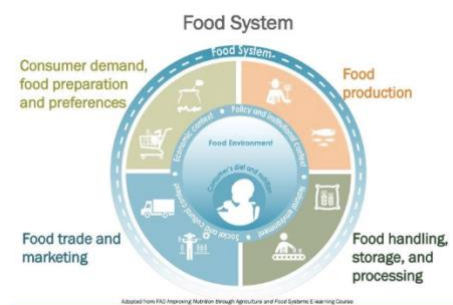 Food System
Food System
Consumer demand,
food preparation
and preferences
Food
production
Economic context
Policy and institutional context
Food Environment
Consumer's diet and nutrition
Social and cultural context
Natural environment
Food trade and
marketing
Food handling,
storage, and
processing
Adapted from FAO Improving Nutrition through Agriculture and Food Systems E-learning Course